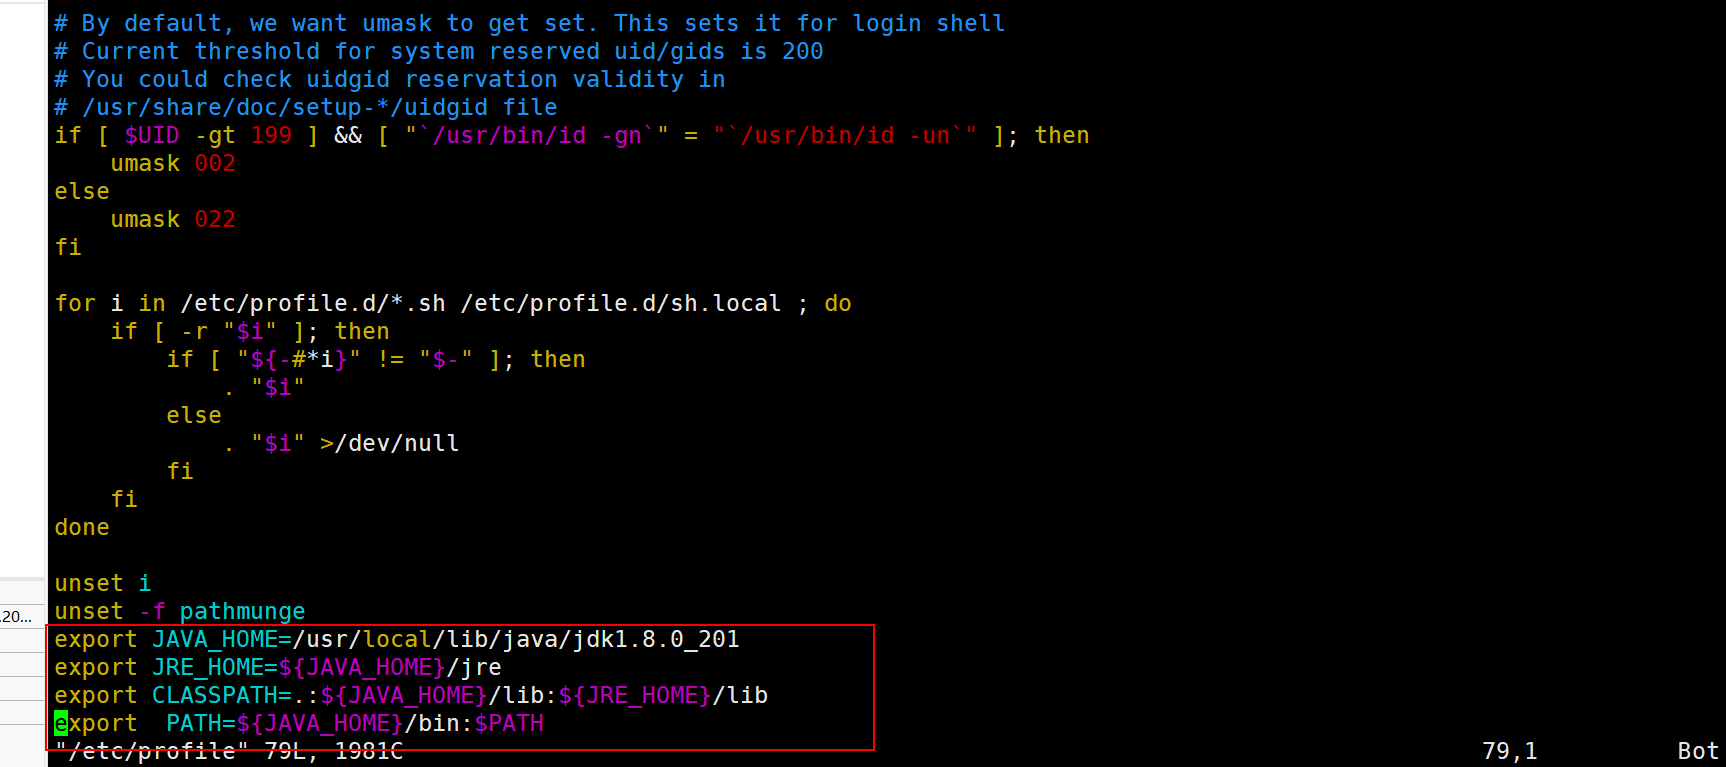 # By default, we want umask to get set. This sets it for login shell
# Current threshold for system reserved uid/gids is 200
# You could check uidgid reservation validity in
# /usr/share/doc/setup-*/uidgid file
if [ $UID -gt 199 ] && [ "`/usr/bin/id -gn`" = "`/usr/bin/id -un`" ]; then
    umask 002
else
    umask 022
fi

for i in /etc/profile.d/*.sh /etc/profile.d/sh.local ; do
    if [ -r "$i" ]; then
        if [ "${-#*i}" != "$-" ]; then
            . "$i"
        else
            . "$i" >/dev/null
        fi
    fi
done

unset i
unset -f pathmunge
.20...
export JAVA_HOME=/usr/local/lib/java/jdk1.8.0_201
export JRE_HOME=${JAVA_HOME}/jre
export CLASSPATH=.:${JAVA_HOME}/lib:${JRE_HOME}/lib
export  PATH=${JAVA_HOME}/bin:$PATH
"/etc/profile" 79L, 1981C 79,1 Bot